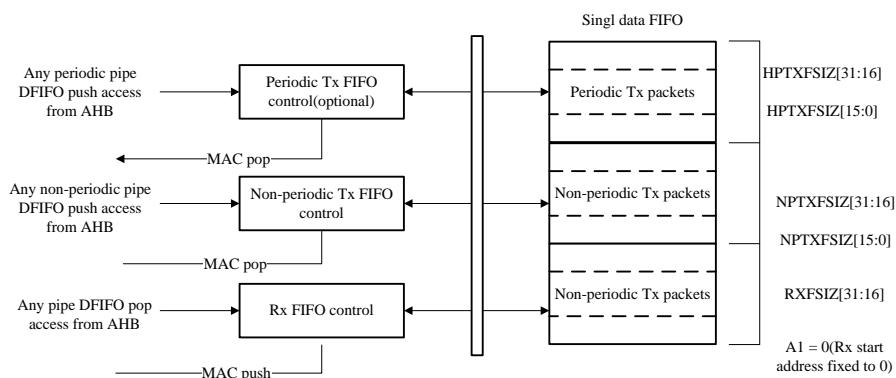 Singl data FIFO
Any periodic pipe
DFIFO push access
from AHB
Periodic Tx FIFO
control(optional)
Periodic Tx packets
HPTXFSIZ[31:16]
HPTXFSIZ[15:0]
MAC pop
Any non-periodic pipe
DFIFO push access
from AHB
Non-periodic Tx FIFO
control
Non-periodic Tx packets
NPTXFSIZ[31:16]
NPTXFSIZ[15:0]
MAC pop
Any pipe DFIFO pop
access from AHB
Rx FIFO control
Non-periodic Tx packets
RXFSIZ[31:16]
MAC push
A1 = 0(Rx start
address fixed to 0)